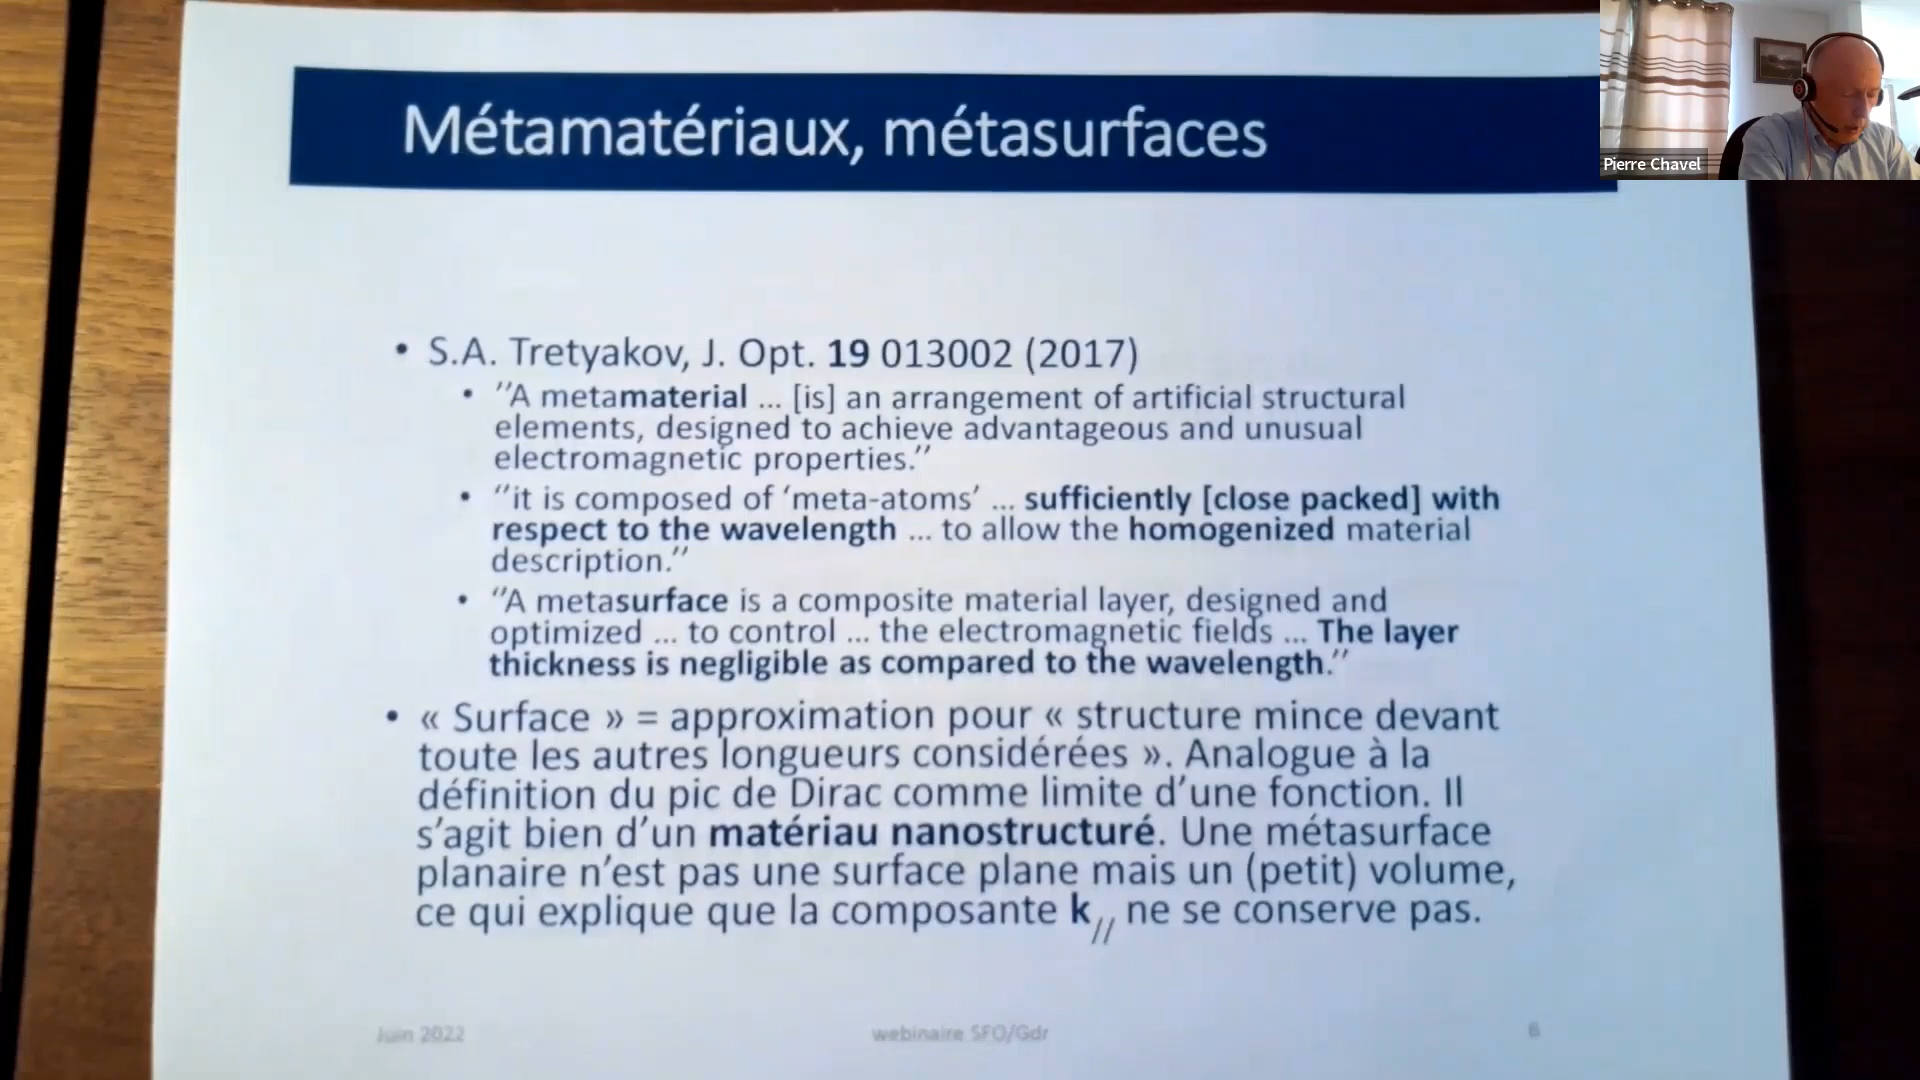 Métamatériaux, métasurfaces
Pierre Chavel
• S.A. Tretyakov, J. Opt. 19 013002 (2017)
• ‘‘A metamaterial ... [is] an arrangement of artificial structural
elements, designed to achieve advantageous and unusual
electromagnetic properties.’’
• ‘‘it is composed of ‘meta-atoms’ ... sufficiently [close packed] with
respect to the wavelength ... to allow the homogenized material
description.’’
• ‘‘A metasurface is a composite material layer, designed and
optimized ... to control ... the electromagnetic fields ... The layer
thickness is negligible as compared to the wavelength.’’
• « Surface » = approximation pour « structure mince devant
toute les autres longueurs considérées ». Analogue à la
définition du pic de Dirac comme limite d’une fonction. Il
s’agit bien d’un matériau nanostructuré. Une métasurface
planaire n’est pas une surface plane mais un (petit) volume,
ce qui explique que la composante k// ne se conserve pas.
Juin 2022
webinaire SFO/Gdr
6